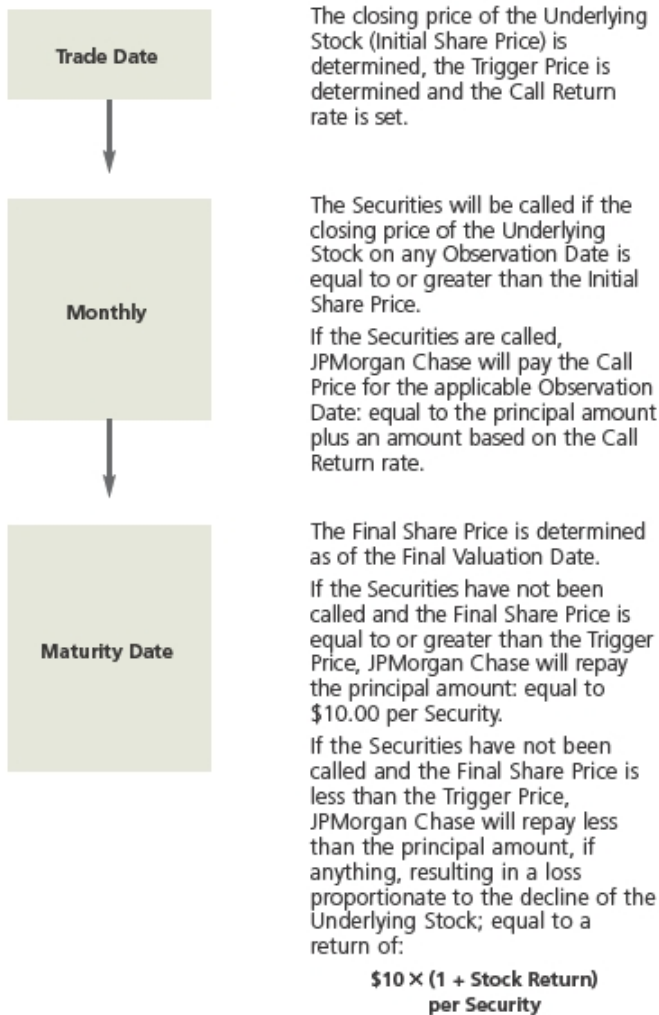 Trade Date
The closing price of the Underlying
Stock (Initial Share Price) is
determined, the Trigger Price is
determined and the Call Return
rate is set.
Monthly
The Securities will be called if the
closing price of the Underlying
Stock on any Observation Date is
equal to or greater than the Initial
Share Price.
If the Securities are called,
JPMorgan Chase will pay the Call
Price for the applicable Observation
Date: equal to the principal amount
plus an amount based on the Call
Return rate.
Maturity Date
The Final Share Price is determined
as of the Final Valuation Date.
If the Securities have not been
called and the Final Share Price is
equal to or greater than the Trigger
Price, JPMorgan Chase will repay
the principal amount: equal to
$10.00 per Security.
If the Securities have not been
called and the Final Share Price is
less than the Trigger Price,
JPMorgan Chase will repay less
than the principal amount, if
anything, resulting in a loss
proportionate to the decline of the
Underlying Stock; equal to a
return of:
$10 × (1 + Stock Return)
per Security